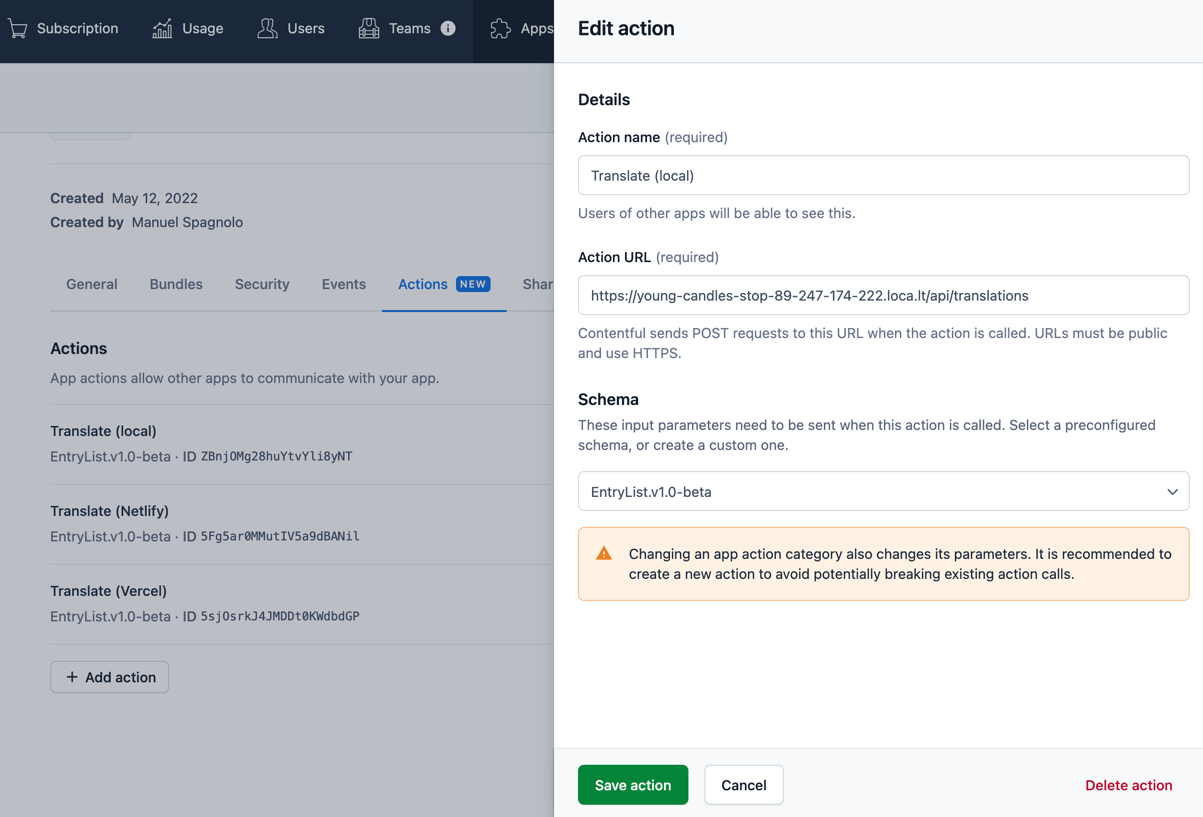 Subscription
Usage
Users
Teams
Apps
Created May 12, 2022
Created by Manuel Spagnolo
General
Bundles
Security
Events
Actions NEW
Shar
Actions
App actions allow other apps to communicate with your app.
Translate (local)
EntryList.v1.0-beta · ID ZBnjOMg28huYtvYli8yNT
Translate (Netlify)
EntryList.v1.0-beta · ID 5Fg5ar0MMutIV5a9dBANil
Translate (Vercel)
EntryList.v1.0-beta · ID 5sjOsrkJ4JMDDt0KWdbdGP
+ Add action
Edit action
Details
Action name (required)
Translate (local)
Users of other apps will be able to see this.
Action URL (required)
https://young-candles-stop-89-247-174-222.loca.lt/api/translations
Contentful sends POST requests to this URL when the action is called. URLs must be public
and use HTTPS.
Schema
These input parameters need to be sent when this action is called. Select a preconfigured
schema, or create a custom one.
EntryList.v1.0-beta
Changing an app action category also changes its parameters. It is recommended to
create a new action to avoid potentially breaking existing action calls.
Save action
Cancel
Delete action